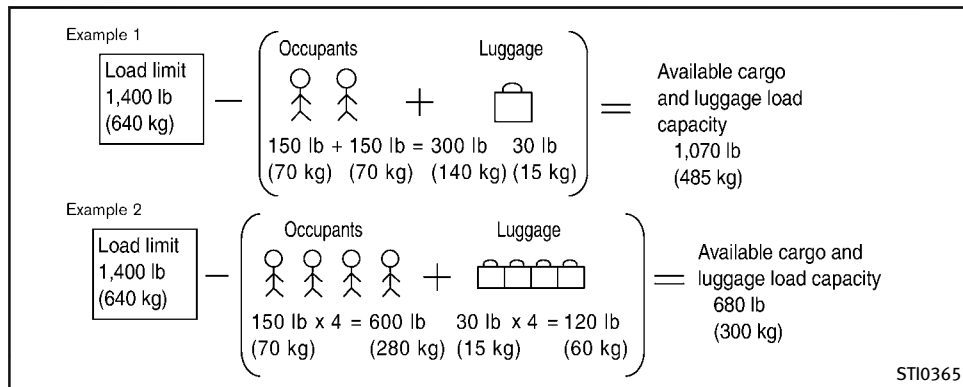 Example 1
Load limit
1,400 lb
(640 kg)
Occupants
Luggage
150 lb + 150 lb = 300 lb 30 lb
(70 kg) (70 kg) (140 kg) (15 kg)
Available cargo
and luggage load
capacity
1,070 lb
(485 kg)
Example 2
Load limit
1,400 lb
(640 kg)
Occupants
Luggage
150 lb x 4 = 600 lb 30 lb x 4 = 120 lb
(70 kg) (280 kg) (15 kg) (60 kg)
Available cargo and
luggage load capacity
680 lb
(300 kg)
STI0365